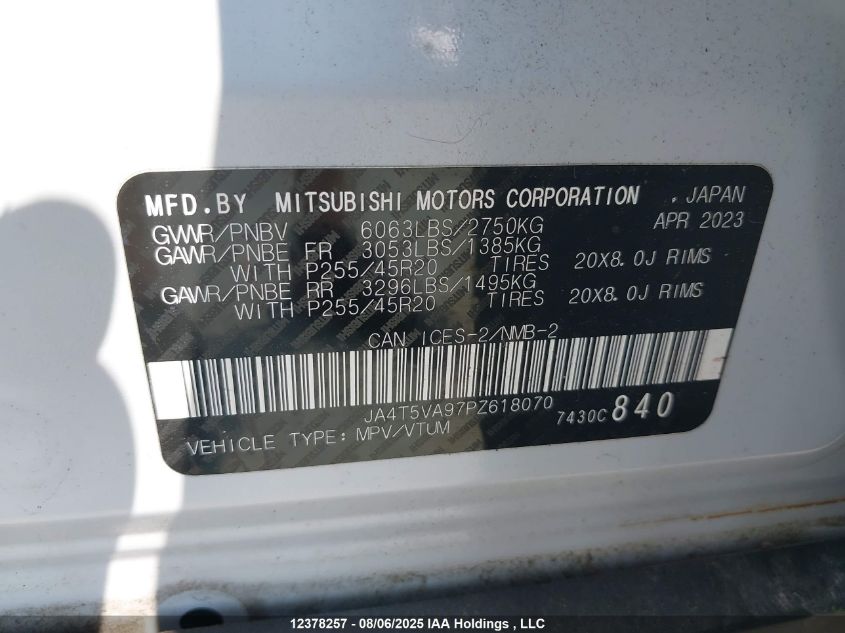 MFD.BY MITSUBISHI MOTORS CORPORATION , JAPAN
GVWR/PNBV 6063LBS/2750KG APR 2023
GAWR/PNBE FR 3053LBS/1385KG
WITH P255/45R20 TIRES 20X8.0J RIMS
GAWR/PNBE RR 3296LBS/1495KG
WITH P255/45R20 TIRES 20X8.0J RIMS
CAN ICES-2/NMB-2
JA4T5VA97PZ618070 7430C 840
VEHICLE TYPE: MPV/VTUM
12378257 - 08/06/2025 IAA Holdings , LLC